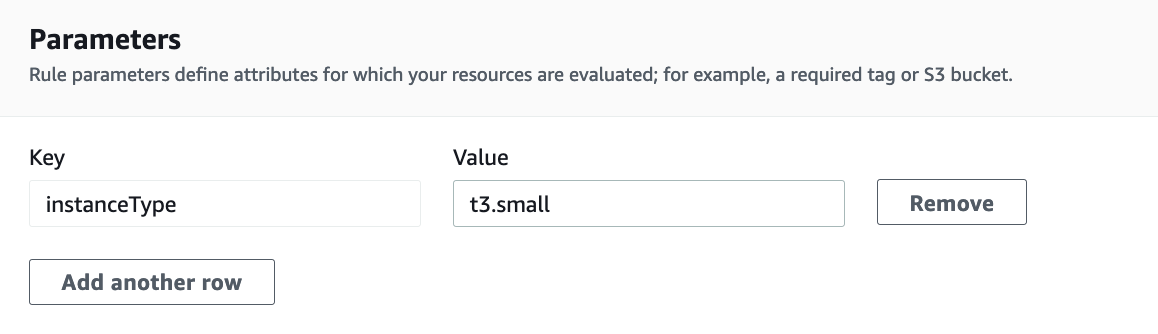 Parameters
Rule parameters define attributes for which your resources are evaluated; for example, a required tag or S3 bucket.
Key Value
instanceType t3.small Remove
Add another row